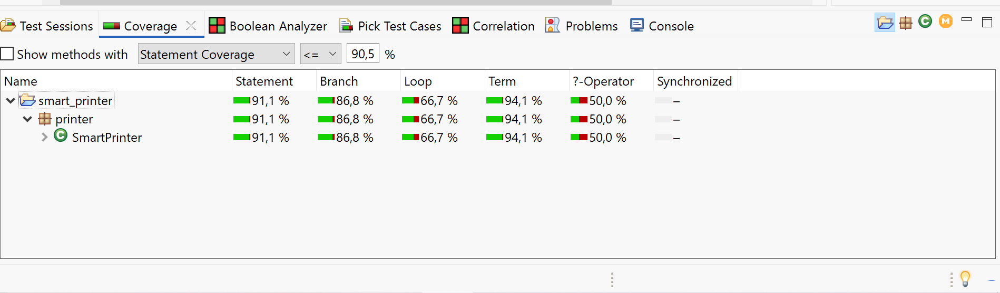 Test Sessions Coverage Boolean Analyzer Pick Test Cases Correlation Problems Console
Show methods with Statement Coverage <= 90,5 %
Name Statement Branch Loop Term ?-Operator Synchronized
smart_printer 91,1 % 86,8 % 66,7 % 94,1 % 50,0 % –
printer 91,1 % 86,8 % 66,7 % 94,1 % 50,0 % –
SmartPrinter 91,1 % 86,8 % 66,7 % 94,1 % 50,0 % –